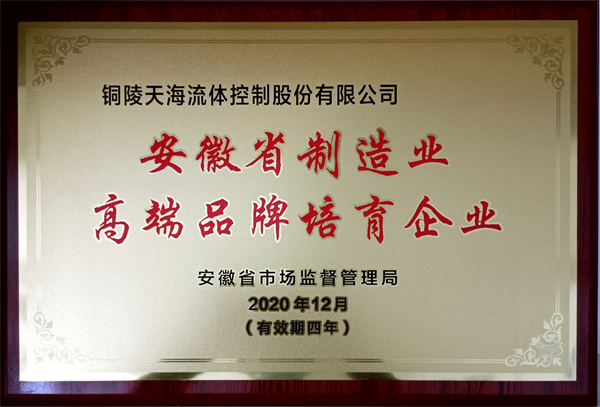 铜陵天海流体控制股份有限公司
安徽省制造业
高端品牌培育企业
安徽省市场监督管理局
2020年12月
（有效期四年）